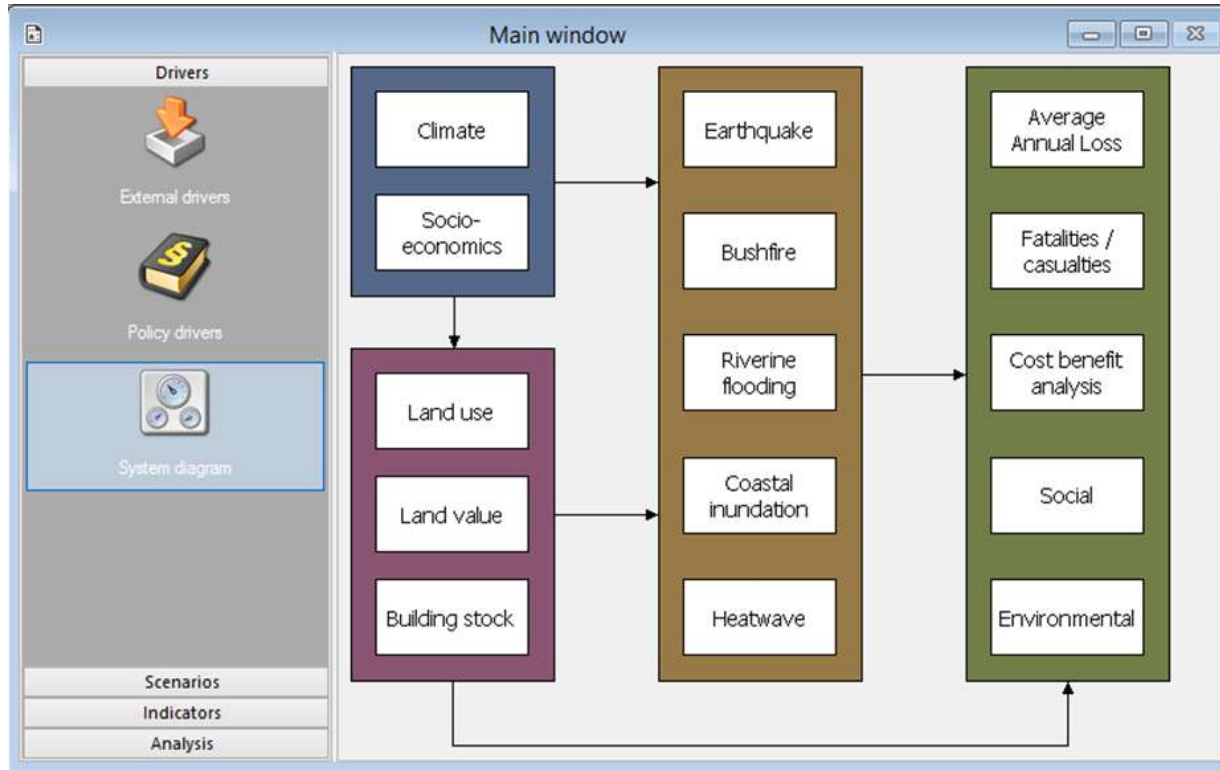 Main window
Drivers
External drivers
Policy drivers
System diagram
Scenarios
Indicators
Analysis
Climate
Socio-
economics
Land use
Land value
Building stock
Earthquake
Bushfire
Riverine
flooding
Coastal
inundation
Heatwave
Average
Annual Loss
Fatalities /
casualties
Cost benefit
analysis
Social
Environmental